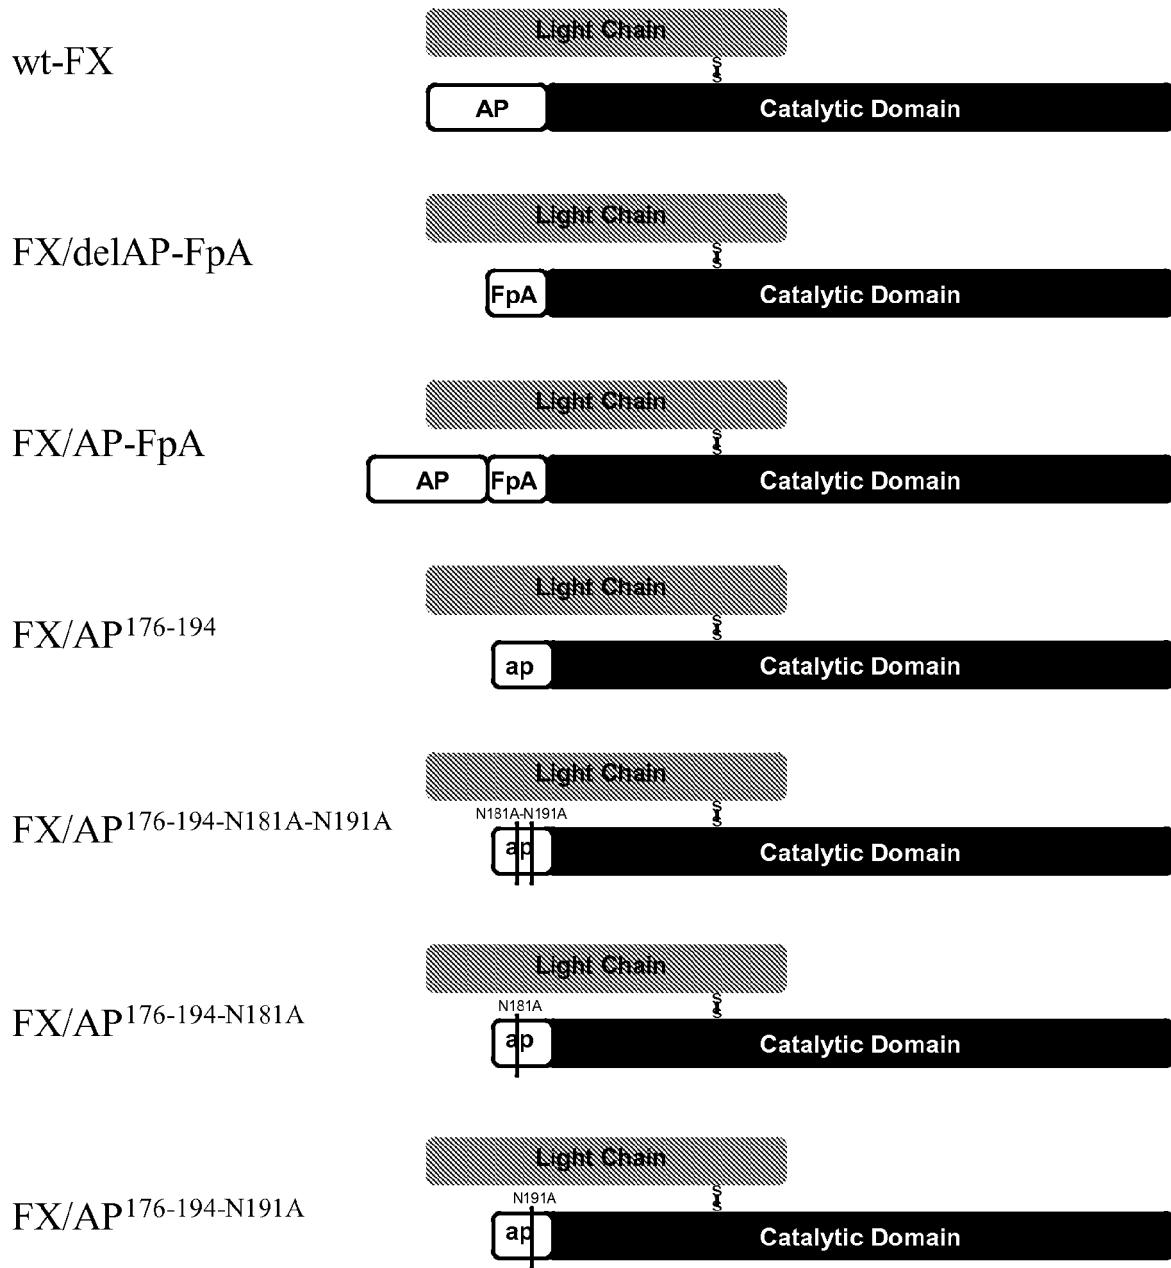 Light Chain
wt-FX
S
S
AP Catalytic Domain
Light Chain
FX/delAP-FpA
S
S
FpA Catalytic Domain
Light Chain
FX/AP-FpA
S
S
AP FpA Catalytic Domain
Light Chain
FX/AP176-194
S
S
ap Catalytic Domain
Light Chain
N181A-N191A
S
S
FX/AP176-194-N181A-N191A
ap Catalytic Domain
Light Chain
N181A
S
S
FX/AP176-194-N181A
ap Catalytic Domain
Light Chain
N191A
S
S
FX/AP176-194-N191A
ap Catalytic Domain